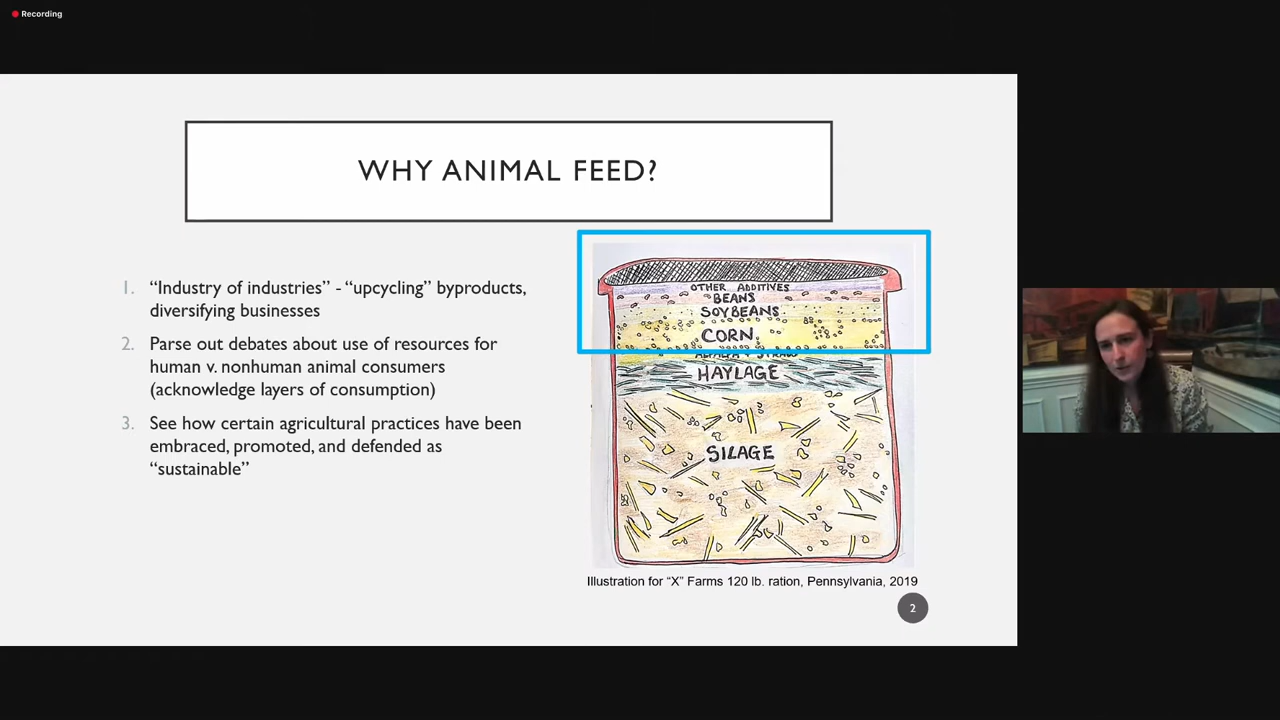 Recording
WHY ANIMAL FEED?
1. “Industry of industries” - “upcycling” byproducts,
diversifying businesses
2. Parse out debates about use of resources for
human v. nonhuman animal consumers
(acknowledge layers of consumption)
3. See how certain agricultural practices have been
embraced, promoted, and defended as
“sustainable”
OTHER ADDITIVES
BEANS
SOYBEANS
CORN
HAYLAGE
SILAGE
Illustration for “X” Farms 120 lb. ration, Pennsylvania, 2019
2